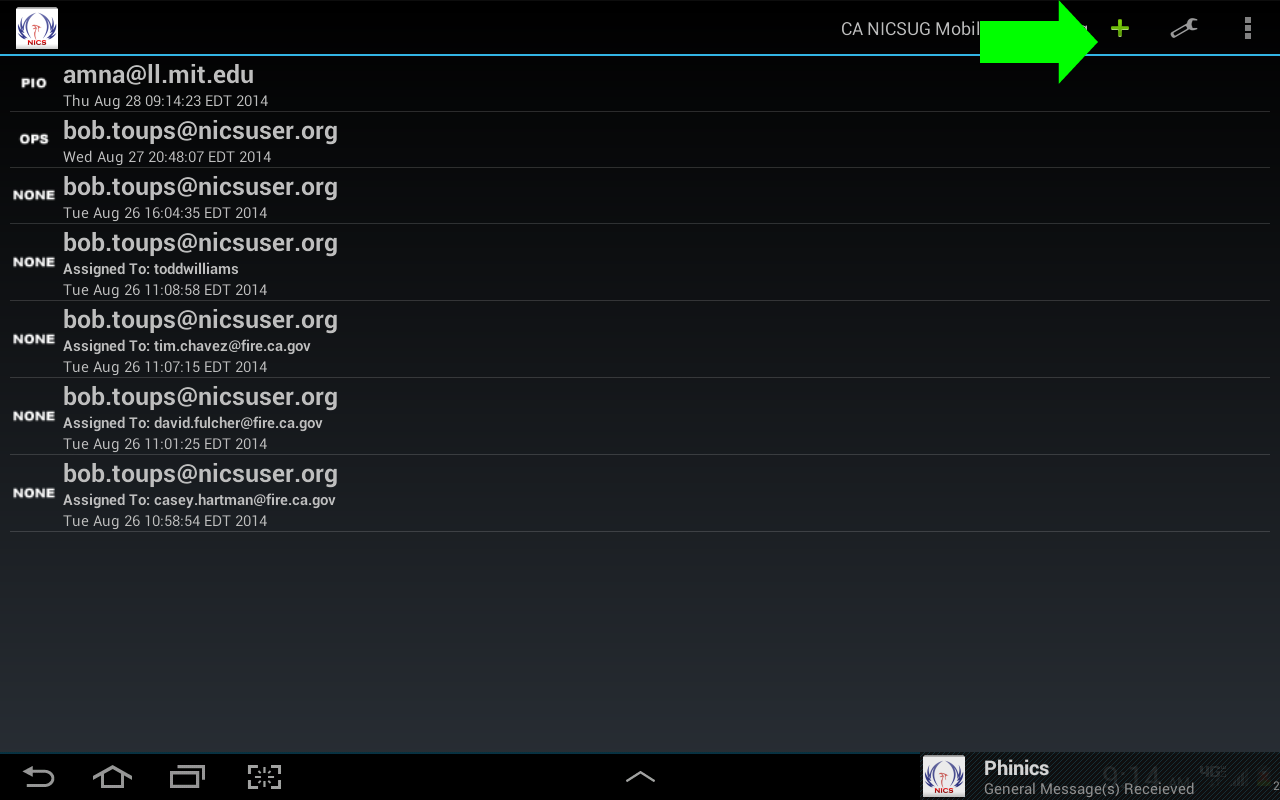 NICS
CA NICSUG Mobil
PIO
amna@ll.mit.edu
Thu Aug 28 09:14:23 EDT 2014
OPS
bob.toups@nicsuser.org
Wed Aug 27 20:48:07 EDT 2014
NONE
bob.toups@nicsuser.org
Tue Aug 26 16:04:35 EDT 2014
NONE
bob.toups@nicsuser.org
Assigned To: toddwilliams
Tue Aug 26 11:08:58 EDT 2014
NONE
bob.toups@nicsuser.org
Assigned To: tim.chavez@fire.ca.gov
Tue Aug 26 11:07:15 EDT 2014
NONE
bob.toups@nicsuser.org
Assigned To: david.fulcher@fire.ca.gov
Tue Aug 26 11:01:25 EDT 2014
NONE
bob.toups@nicsuser.org
Assigned To: casey.hartman@fire.ca.gov
Tue Aug 26 10:58:54 EDT 2014
NICS
Phinics
9:14 AM 4G
General Message(s) Receieved
2